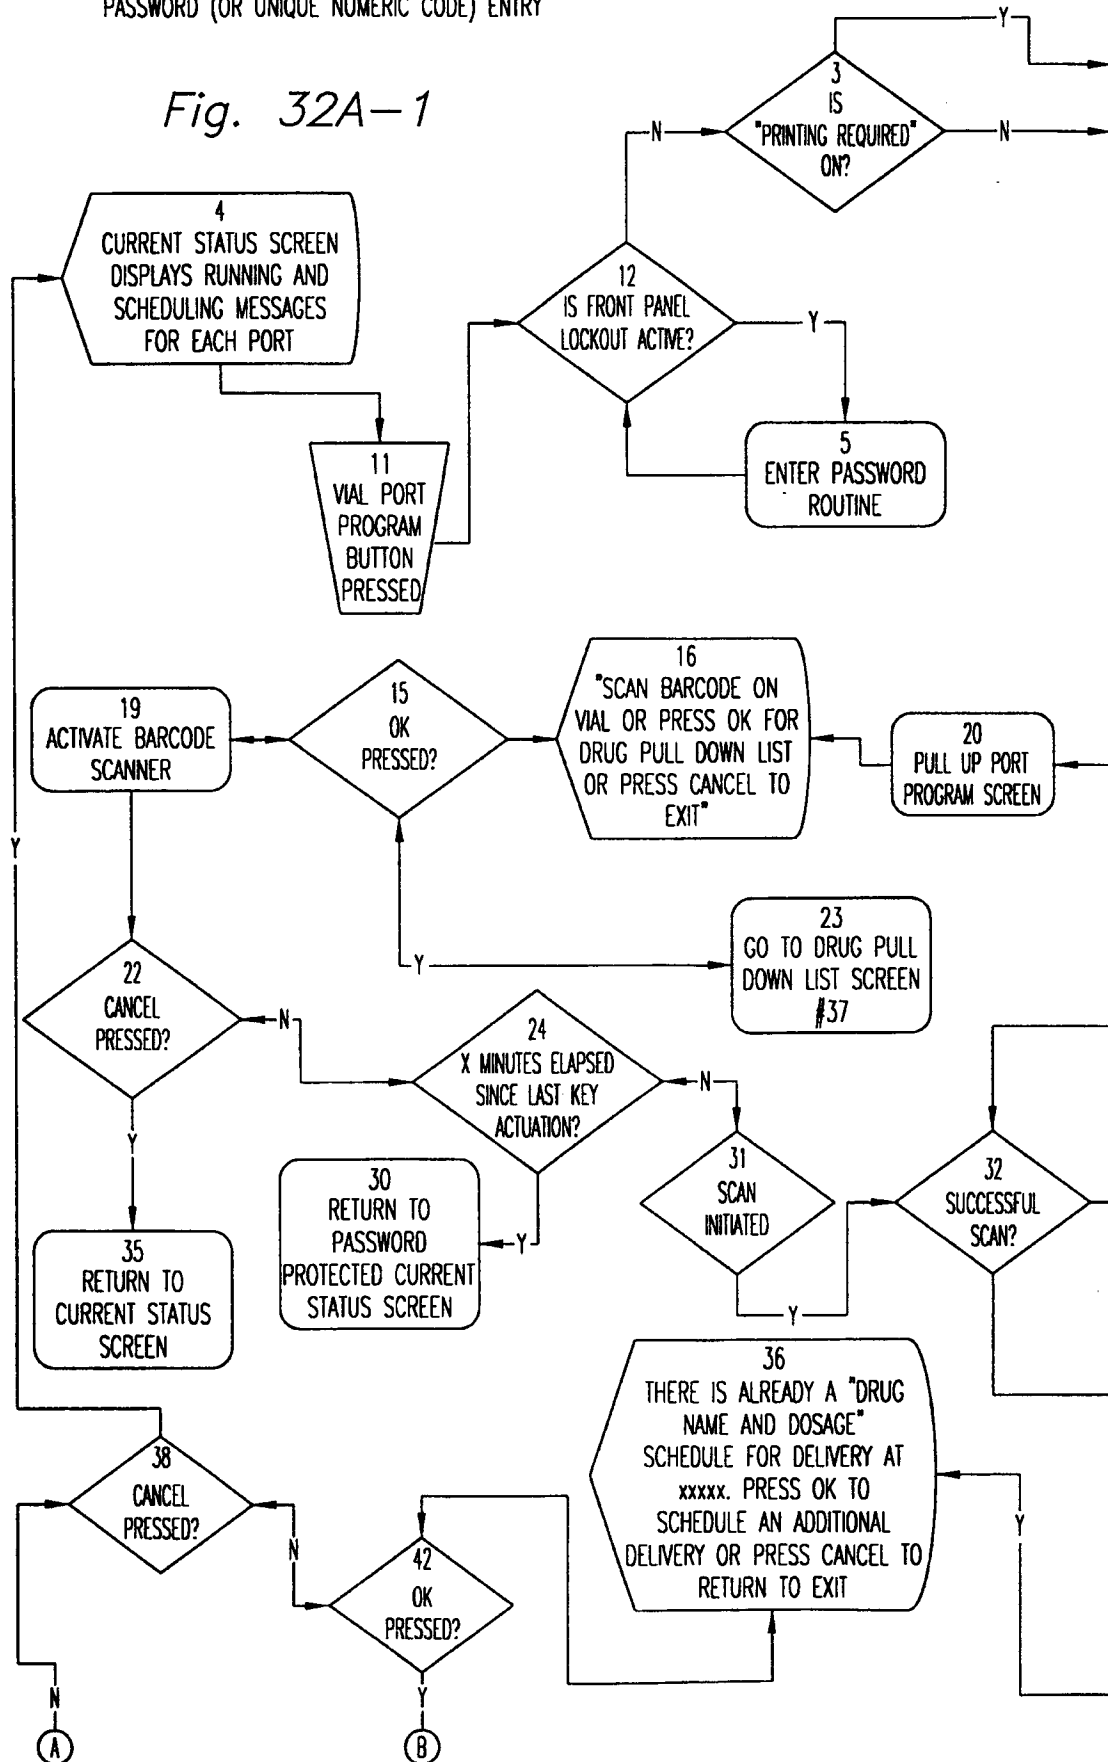 PASSWORD (OR UNIQUE NUMERIC CODE) ENTRY
Fig. 32A-1
Y
3
IS
"PRINTING REQUIRED"
ON?
N
N
4
CURRENT STATUS SCREEN
DISPLAYS RUNNING AND
SCHEDULING MESSAGES
FOR EACH PORT
12
IS FRONT PANEL
LOCKOUT ACTIVE?
Y
5
ENTER PASSWORD
ROUTINE
11
VIAL PORT
PROGRAM
BUTTON
PRESSED
19
ACTIVATE BARCODE
SCANNER
15
OK
PRESSED?
16
"SCAN BARCODE ON
VIAL OR PRESS OK FOR
DRUG PULL DOWN LIST
OR PRESS CANCEL TO
EXIT"
20
PULL UP PORT
PROGRAM SCREEN
Y
Y
23
GO TO DRUG PULL
DOWN LIST SCREEN
#37
22
CANCEL
PRESSED?
N
24
X MINUTES ELAPSED
SINCE LAST KEY
ACTUATION?
N
31
SCAN
INITIATED
32
SUCCESSFUL
SCAN?
Y
30
RETURN TO
PASSWORD
PROTECTED CURRENT
STATUS SCREEN
Y
Y
35
RETURN TO
CURRENT STATUS
SCREEN
36
THERE IS ALREADY A "DRUG
NAME AND DOSAGE"
SCHEDULE FOR DELIVERY AT
xxxxx. PRESS OK TO
SCHEDULE AN ADDITIONAL
DELIVERY OR PRESS CANCEL TO
RETURN TO EXIT
Y
38
CANCEL
PRESSED?
N
42
OK
PRESSED?
N
Y
A
B